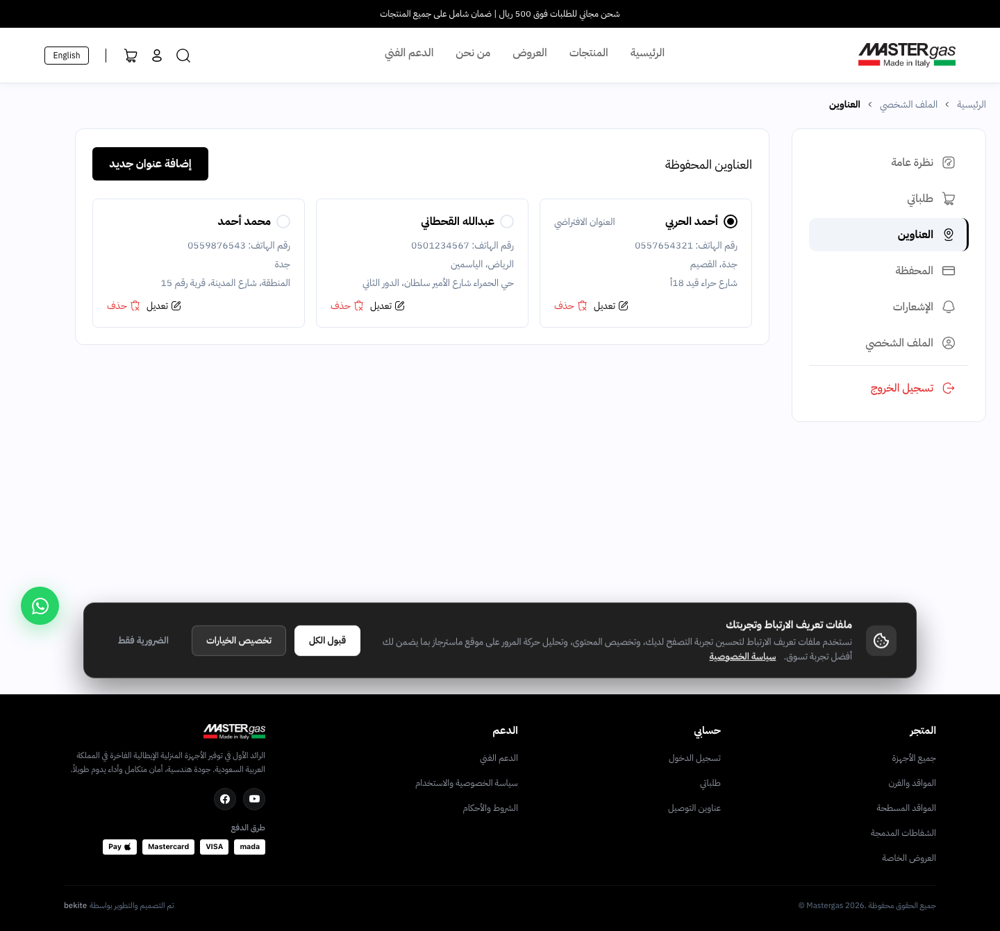 شحن مجاني للطلبات فوق 500 ريال | ضمان شامل على جميع المنتجات
MASTERgas
Made in Italy
الرئيسية
المنتجات
العروض
من نحن
الدعم الفني
English
الرئيسية
الملف الشخصي
العناوين
نظرة عامة
طلباتي
العناوين
المحفظة
الإشعارات
الملف الشخصي
تسجيل الخروج
العناوين المحفوظة
إضافة عنوان جديد
أحمد الحربي
العنوان الافتراضي
رقم الهاتف: 0557654321
جدة، القصيم
شارع حراء قيد 18أ
تعديل
حذف
عبدالله القحطاني
رقم الهاتف: 0501234567
الرياض، الياسمين
حي الحمراء شارع الأمير سلطان، الدور الثاني
تعديل
حذف
محمد أحمد
رقم الهاتف: 0559876543
جدة
المنطقة، شارع المدينة، قرية رقم 15
تعديل
حذف
ملفات تعريف الارتباط وتجربتك
نستخدم ملفات تعريف الارتباط لتحسين تجربة التصفح لديك، وتخصيص المحتوى، وتحليل حركة المرور على موقع ماسترجاز بما يضمن لك
أفضل تجربة تسوق. سياسة الخصوصية
قبول الكل
تخصيص الخيارات
الضرورية فقط
المتجر
جميع الأجهزة
المواقد والفرن
المواقد المسطحة
الشفاطات المدمجة
العروض الخاصة
حسابي
تسجيل الدخول
طلباتي
عناوين التوصيل
الدعم
الدعم الفني
سياسة الخصوصية والاستخدام
الشروط والأحكام
MASTERgas
Made in Italy
الرائد الأول في توفير الأجهزة المنزلية الإيطالية الفاخرة في المملكة
العربية السعودية. جودة هندسية، أمان متكامل وأداء يدوم طويلاً.
طرق الدفع
mada
VISA
Mastercard
Pay
جميع الحقوق محفوظة .Mastergas 2026 ©
تم التصميم والتطوير بواسطة bekite